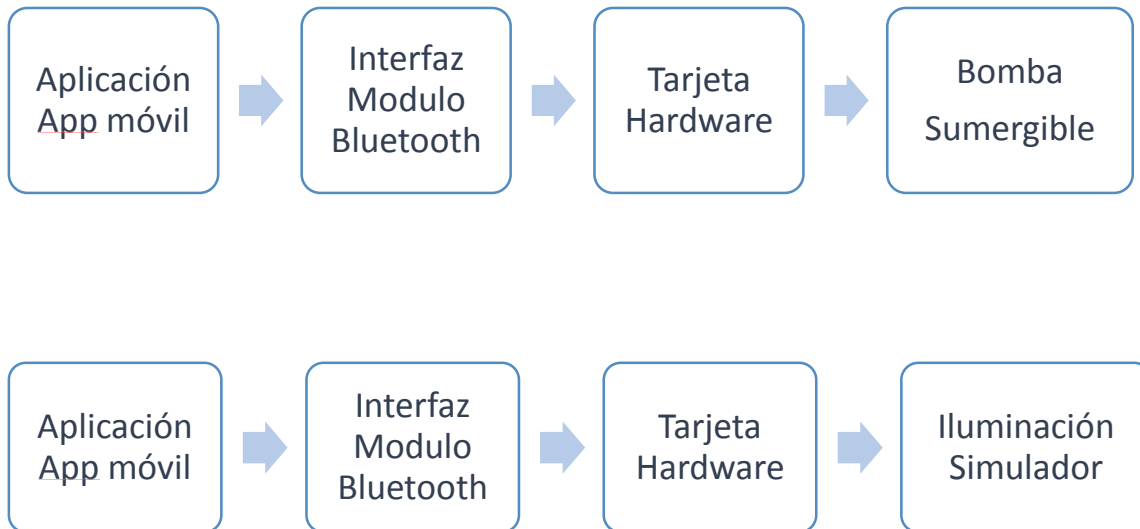 Aplicación
App móvil
Interfaz
Modulo
Bluetooth
Tarjeta
Hardware
Bomba
Sumergible
Aplicación
App móvil
Interfaz
Modulo
Bluetooth
Tarjeta
Hardware
Iluminación
Simulador